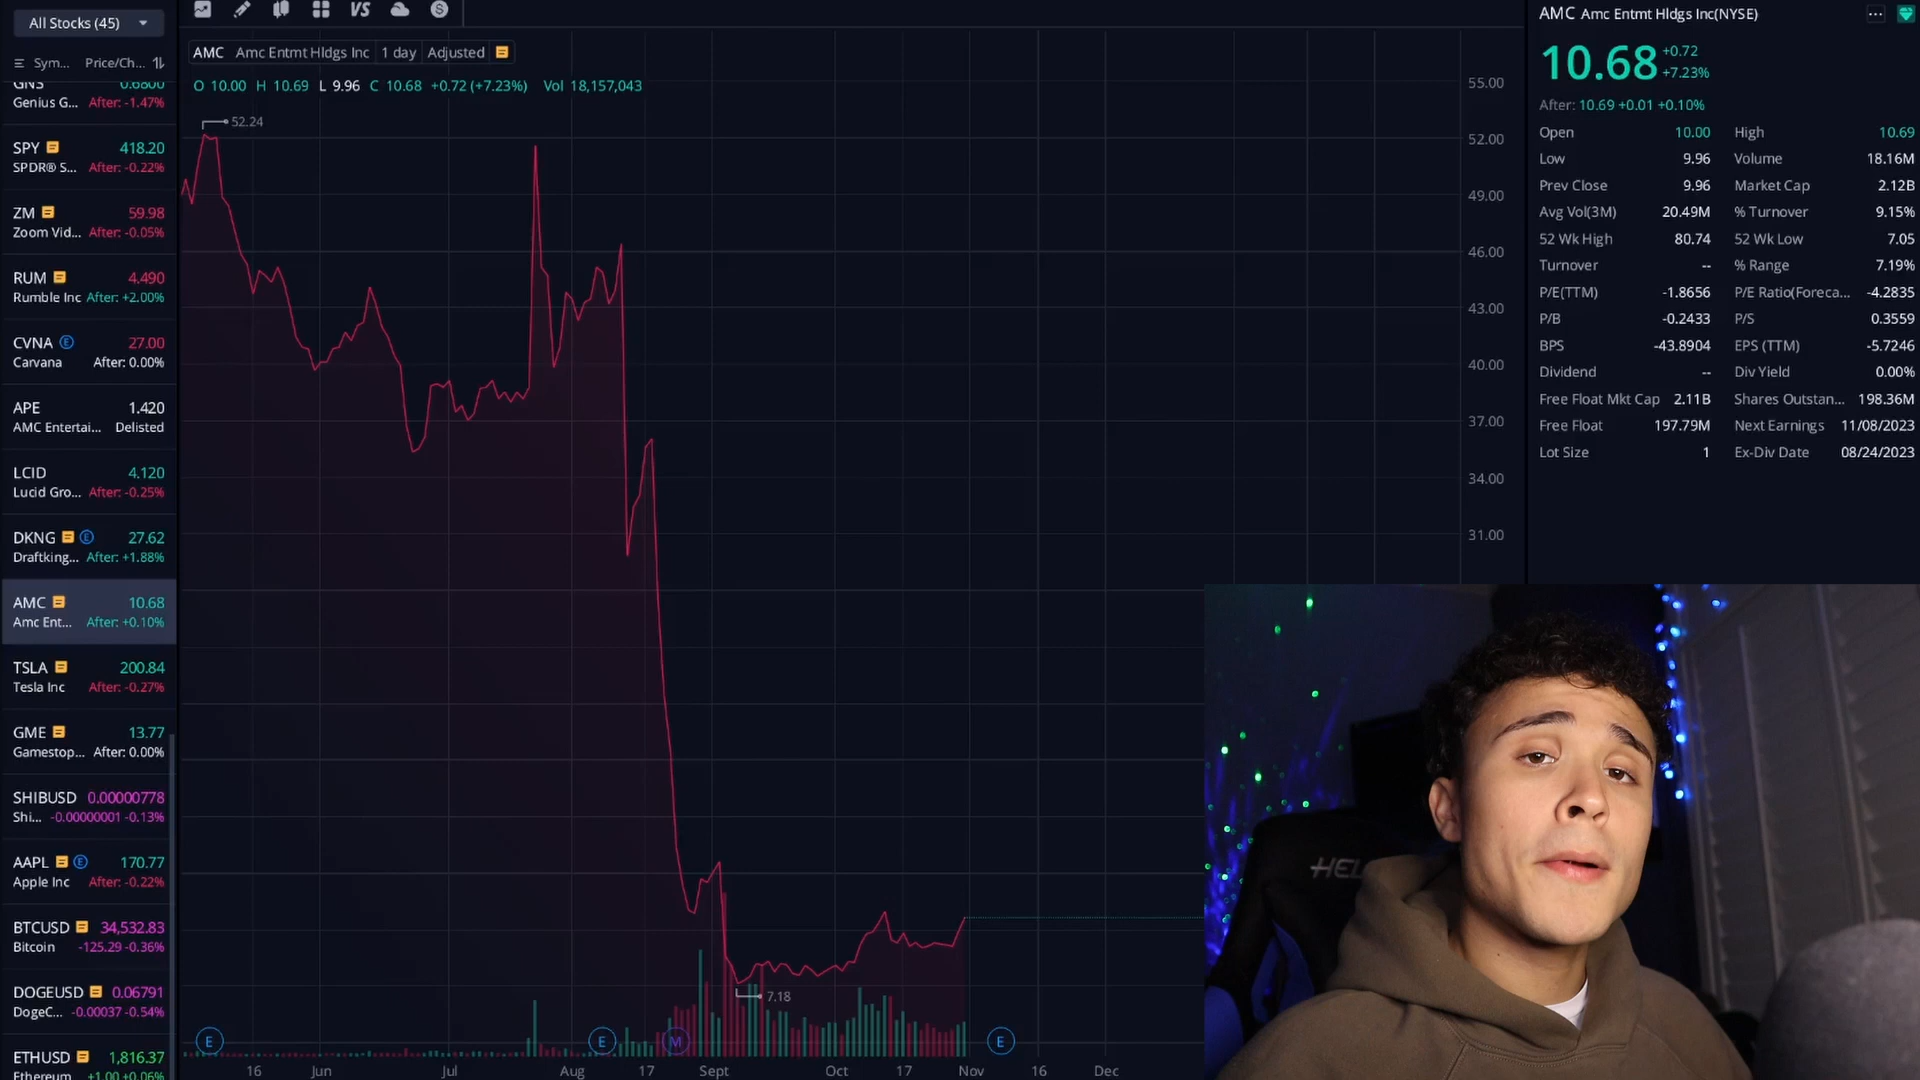 All Stocks (45)
Sym... Price/Ch...
GNS 0.6800
Genius G... After: -1.47%
SPY 418.20
SPDR® S... After: -0.22%
ZM 59.98
Zoom Vid... After: -0.05%
RUM 4.490
Rumble Inc After: +2.00%
CVNA E 27.00
Carvana After: 0.00%
APE 1.420
AMC Entertai... Delisted
LCID 4.120
Lucid Gro... After: -0.25%
DKNG E 27.62
Draftking... After: +1.88%
AMC 10.68
Amc Ent... After: +0.10%
TSLA 200.84
Tesla Inc After: -0.27%
GME 13.77
Gamestop... After: 0.00%
SHIBUSD 0.00000778
Shi... -0.00000001 -0.13%
AAPL E 170.77
Apple Inc After: -0.22%
BTCUSD 34,532.83
Bitcoin -125.29 -0.36%
DOGEUSD 0.06791
DogeC... -0.00037 -0.54%
ETHUSD 1,816.37
Ethereum +1.00 +0.06%
VS S
AMC Amc Entmt Hldgs Inc 1 day Adjusted
O 10.00 H 10.69 L 9.96 C 10.68 +0.72 (+7.23%) Vol 18,157,043
52.24
7.18
55.00
52.00
49.00
46.00
43.00
40.00
37.00
34.00
31.00
E E M E
16 Jun Jul Aug 17 Sept Oct 17 Nov 16 Dec
AMC Amc Entmt Hldgs Inc(NYSE)
10.68 +0.72
+7.23%
After: 10.69 +0.01 +0.10%
Open 10.00 High 10.69
Low 9.96 Volume 18.16M
Prev Close 9.96 Market Cap 2.12B
Avg Vol(3M) 20.49M % Turnover 9.15%
52 Wk High 80.74 52 Wk Low 7.05
Turnover -- % Range 7.19%
P/E(TTM) -1.8656 P/E Ratio(Foreca... -4.2835
P/B -0.2433 P/S 0.3559
BPS -43.8904 EPS (TTM) -5.7246
Dividend -- Div Yield 0.00%
Free Float Mkt Cap 2.11B Shares Outstan... 198.36M
Free Float 197.79M Next Earnings 11/08/2023
Lot Size 1 Ex-Div Date 08/24/2023